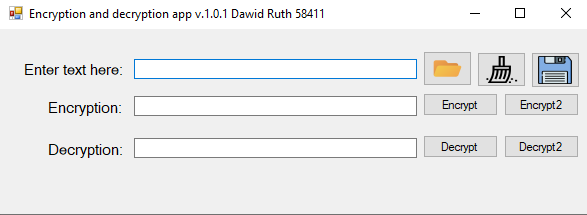 Encryption and decryption app v.1.0.1 Dawid Ruth 58411
Enter text here:
Encryption: Encrypt Encrypt2
Decryption: Decrypt Decrypt2